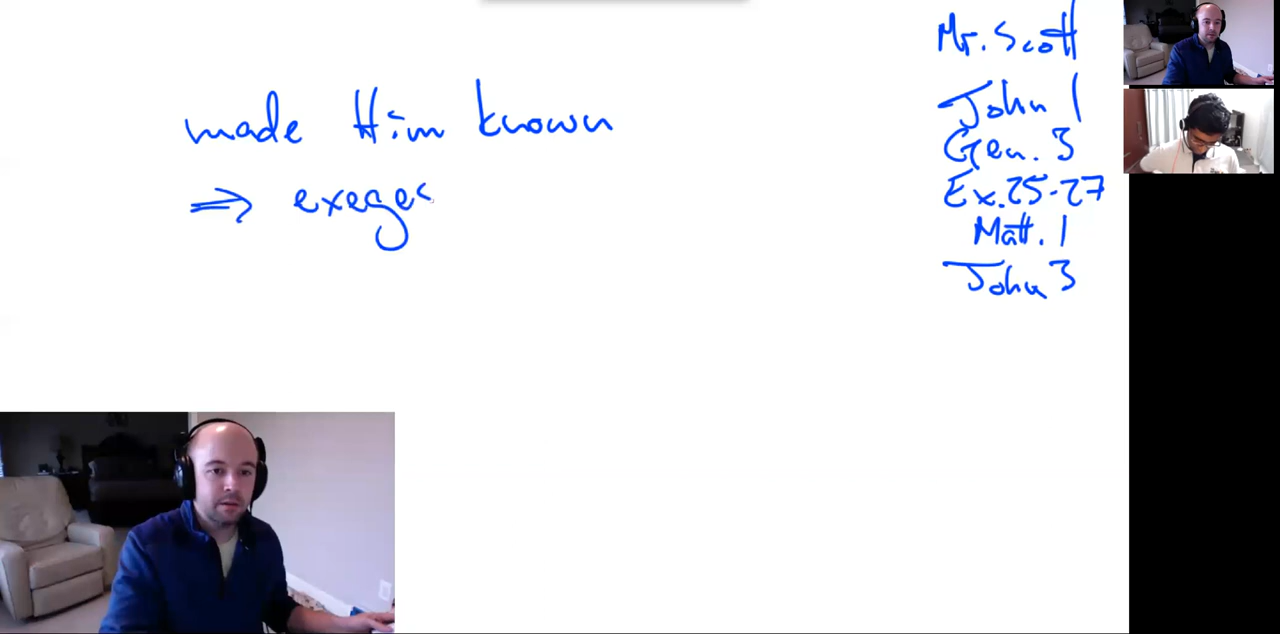 made Him known
⇒ exeges
Mr. Scott
John 1
Gen. 3
Ex. 25-27
Matt. 1
John 3